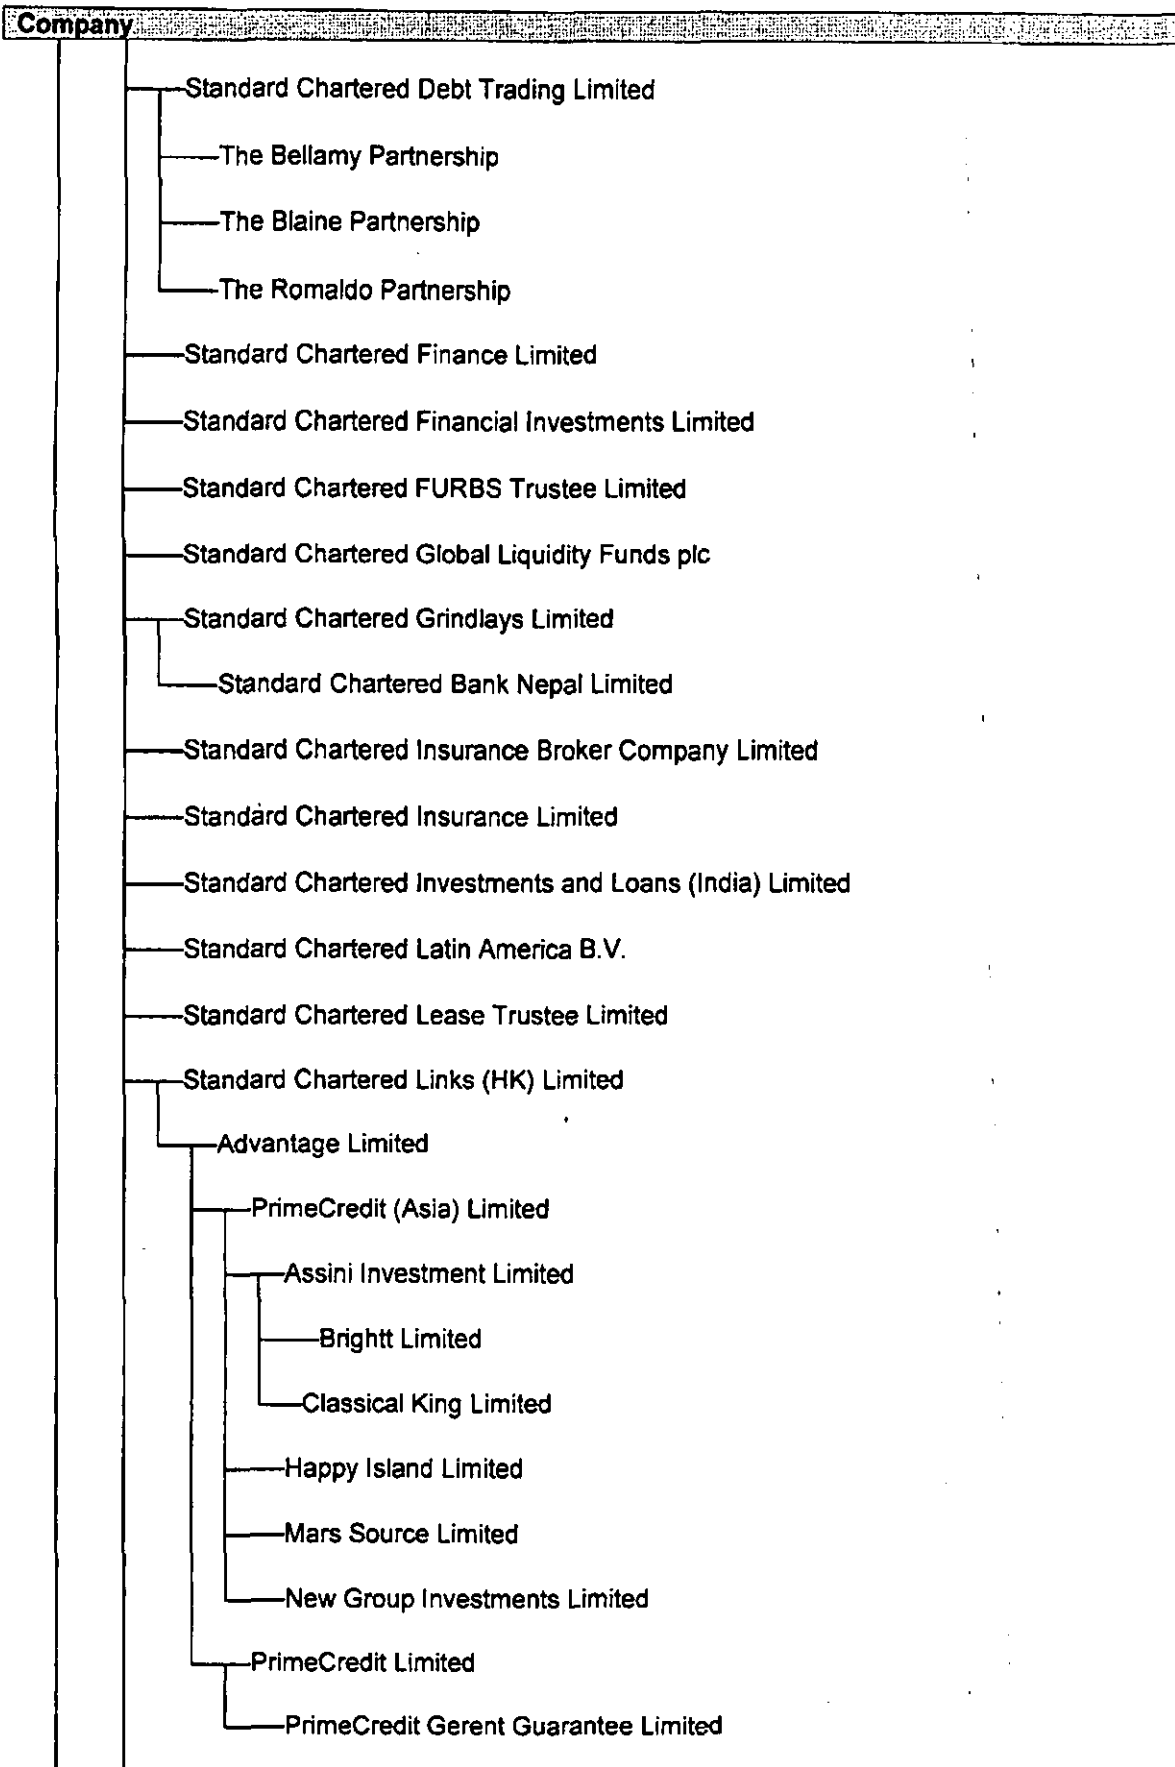 Company
Standard Chartered Debt Trading Limited
The Bellamy Partnership
The Blaine Partnership
The Romaldo Partnership
Standard Chartered Finance Limited
Standard Chartered Financial Investments Limited
Standard Chartered FURBS Trustee Limited
Standard Chartered Global Liquidity Funds plc
Standard Chartered Grindlays Limited
Standard Chartered Bank Nepal Limited
Standard Chartered Insurance Broker Company Limited
Standard Chartered Insurance Limited
Standard Chartered Investments and Loans (India) Limited
Standard Chartered Latin America B.V.
Standard Chartered Lease Trustee Limited
Standard Chartered Links (HK) Limited
Advantage Limited
PrimeCredit (Asia) Limited
Assini Investment Limited
Brightt Limited
Classical King Limited
Happy Island Limited
Mars Source Limited
New Group Investments Limited
PrimeCredit Limited
PrimeCredit Gerent Guarantee Limited